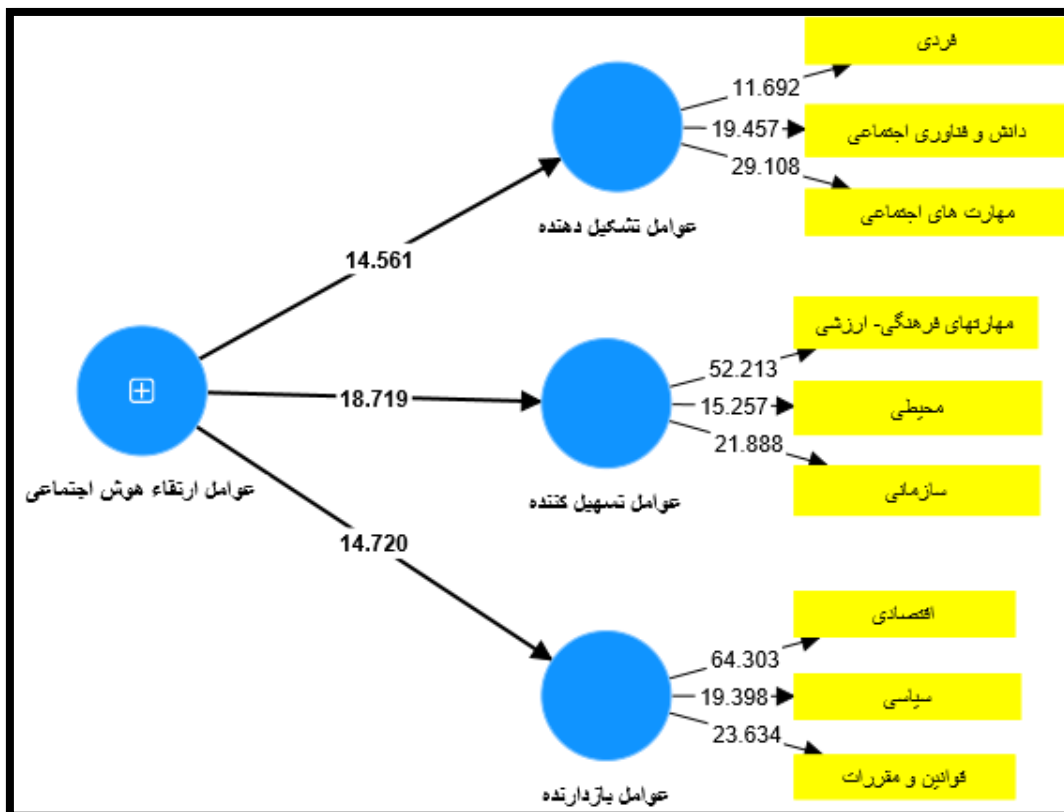 فردی
11.692
19.457
دانش و فناوری اجتماعی
29.108
مهارت های اجتماعی
عوامل تشکیل دهنده
14.561
مهارتهای فرهنگی- ارزشی
52.213
18.719
15.257
محیطی
21.888
سازمانی
عوامل ارتقاء هوش اجتماعی
عوامل تسهیل کننده
14.720
اقتصادی
64.303
19.398
سیاسی
23.634
قوانین و مقررات
عوامل بازدارنده